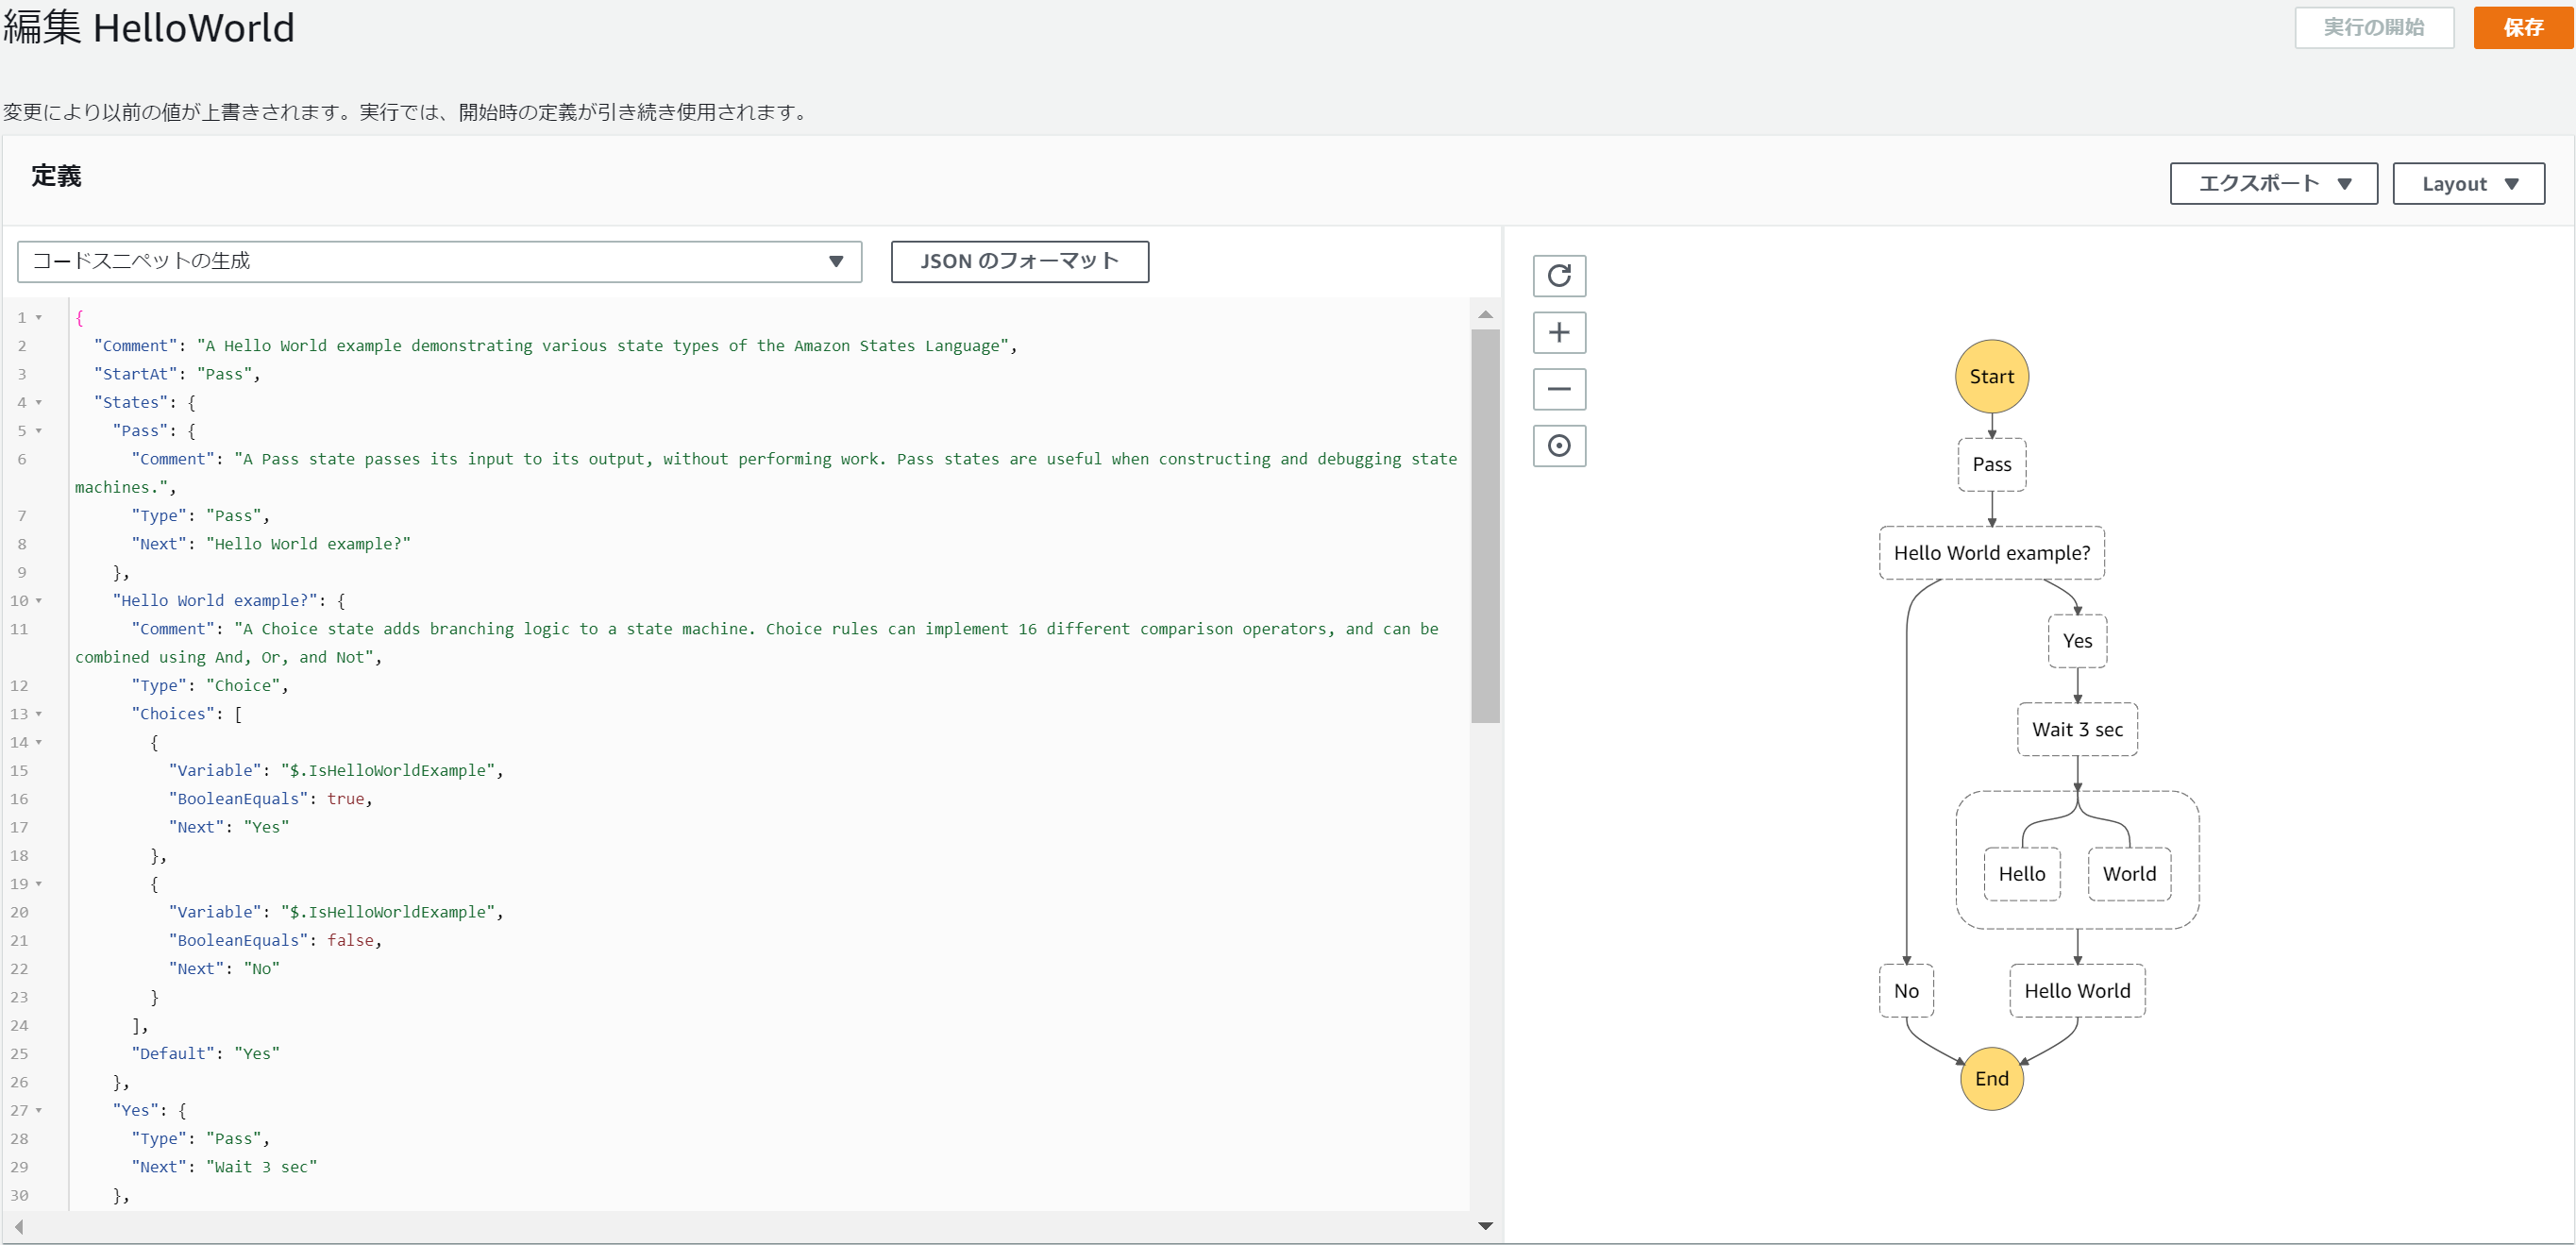 編集 HelloWorld
実行の開始
保存
変更により以前の値が上書きされます。実行では、開始時の定義が引き続き使用されます。
定義
エクスポート
Layout
コードスニペットの生成
JSON のフォーマット
1 {
2 "Comment": "A Hello World example demonstrating various state types of the Amazon States Language",
3 "StartAt": "Pass",
4 "States": {
5 "Pass": {
6 "Comment": "A Pass state passes its input to its output, without performing work. Pass states are useful when constructing and debugging state
machines.",
7 "Type": "Pass",
8 "Next": "Hello World example?"
9 },
10 "Hello World example?": {
11 "Comment": "A Choice state adds branching logic to a state machine. Choice rules can implement 16 different comparison operators, and can be
combined using And, Or, and Not",
12 "Type": "Choice",
13 "Choices": [
14 {
15 "Variable": "$.IsHelloWorldExample",
16 "BooleanEquals": true,
17 "Next": "Yes"
18 },
19 {
20 "Variable": "$.IsHelloWorldExample",
21 "BooleanEquals": false,
22 "Next": "No"
23 }
24 ],
25 "Default": "Yes"
26 },
27 "Yes": {
28 "Type": "Pass",
29 "Next": "Wait 3 sec"
30 },
Start
Pass
Hello World example?
Yes
Wait 3 sec
Hello
World
No
Hello World
End